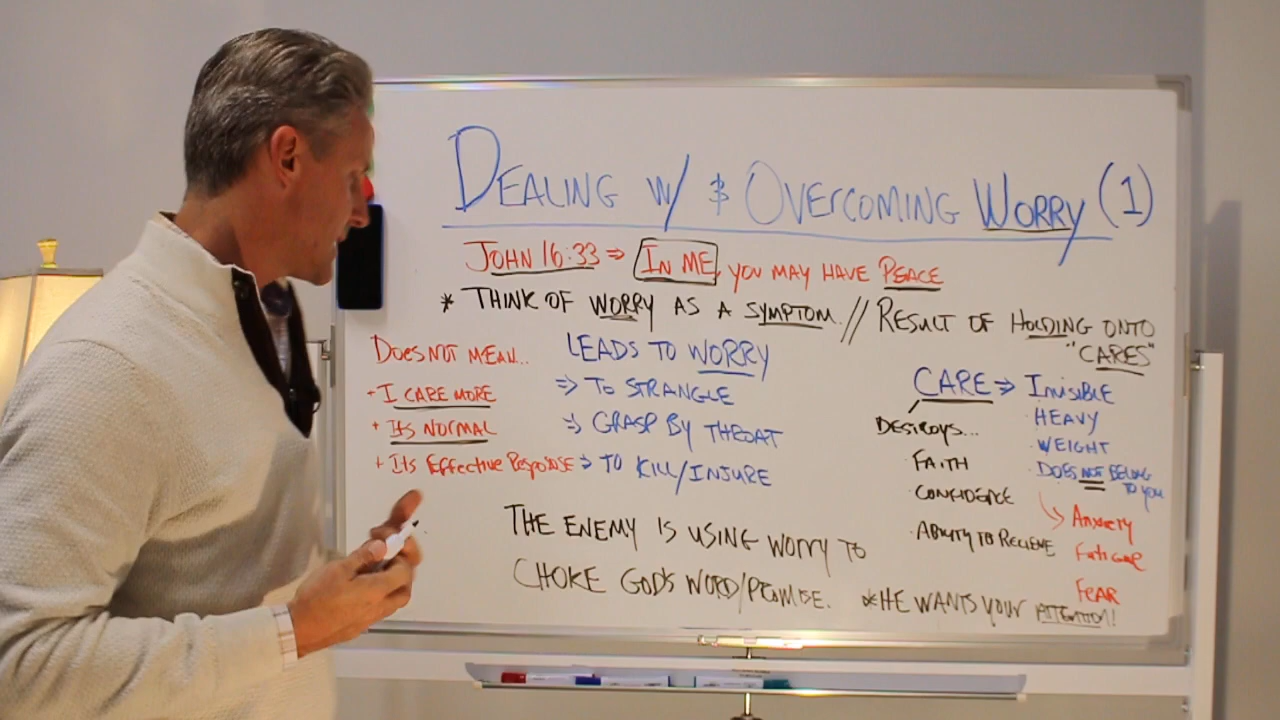 DEALING W/ & OVERCOMING WORRY (1)
JOHN 16:33 ⇒ IN ME, YOU MAY HAVE PEACE
* THINK OF WORRY AS A SYMPTOM // RESULT OF HOLDING ONTO "CARES"
DOES NOT MEAN...
+ I CARE MORE
+ ITS NORMAL
+ ITS EFFECTIVE RESPONSE
LEADS TO WORRY
⇒ TO STRANGLE
⇒ GRASP BY THROAT
⇒ TO KILL/INJURE
CARE ⇒ INVISIBLE
· HEAVY
· WEIGHT
· DOES NOT BELONG
TO YOU
ANXIETY
FATIGUE
FEAR
DESTROYS...
· FAITH
· CONFIDENCE
· ABILITY TO RECIEVE
THE ENEMY IS USING WORRY TO
CHOKE GOD'S WORD/PROMISE. *HE WANTS YOUR ATTENTION!